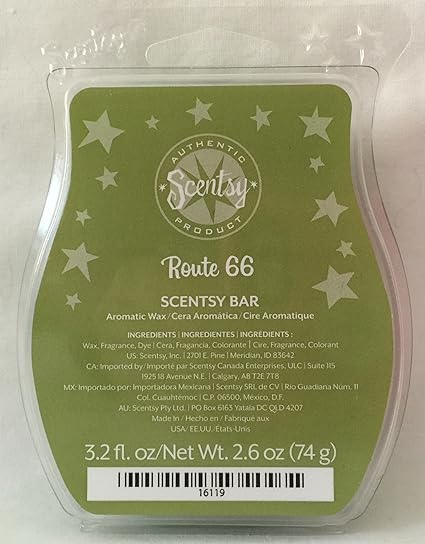 Scentsy
AUTHENTIC
Scentsy
PRODUCT
Route 66
SCENTSY BAR
Aromatic Wax/Cera Aromática/Cire Aromatique
INGREDIENTS | INGREDIENTES | INGRÉDIENTS :
Wax, Fragrance, Dye | Cera, Fragancia, Colorante | Cire, Fragrance, Colorant
US: Scentsy, Inc. | 2701 E. Pine | Meridian, ID 83642
CA: Imported by/Importé par Scentsy Canada Enterprises, ULC | Suite 115
1925 18 Avenue N.E. | Calgary, AB T2E 7T8
MX: Importado por: Importadora Mexicana | Scentsy SRL de CV | Río Guadiana Núm. 11
Col. Cuauhtémoc | C.P. 06500, México, D.F.
AU: Scentsy Pty Ltd. | PO Box 6163 Yatala DC QLD 4207
Made In / Hecho en / Fabriqué aux
USA/EE.UU./États-Unis
3.2 fl. oz/Net Wt. 2.6 oz (74 g)
16119